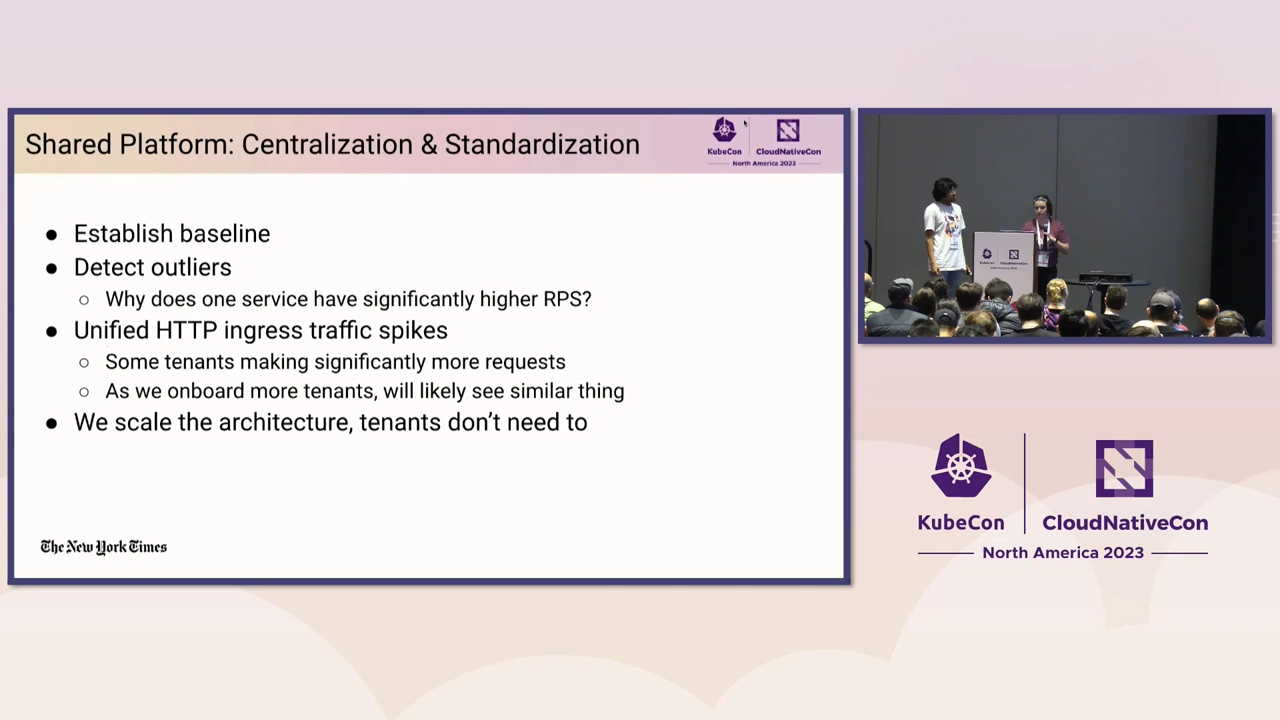 Shared Platform: Centralization & Standardization
KubeCon
CloudNativeCon
North America 2023
● Establish baseline
● Detect outliers
○ Why does one service have significantly higher RPS?
● Unified HTTP ingress traffic spikes
○ Some tenants making significantly more requests
○ As we onboard more tenants, will likely see similar thing
● We scale the architecture, tenants don’t need to
The New York Times
KubeCon
CloudNativeCon
North America 2023